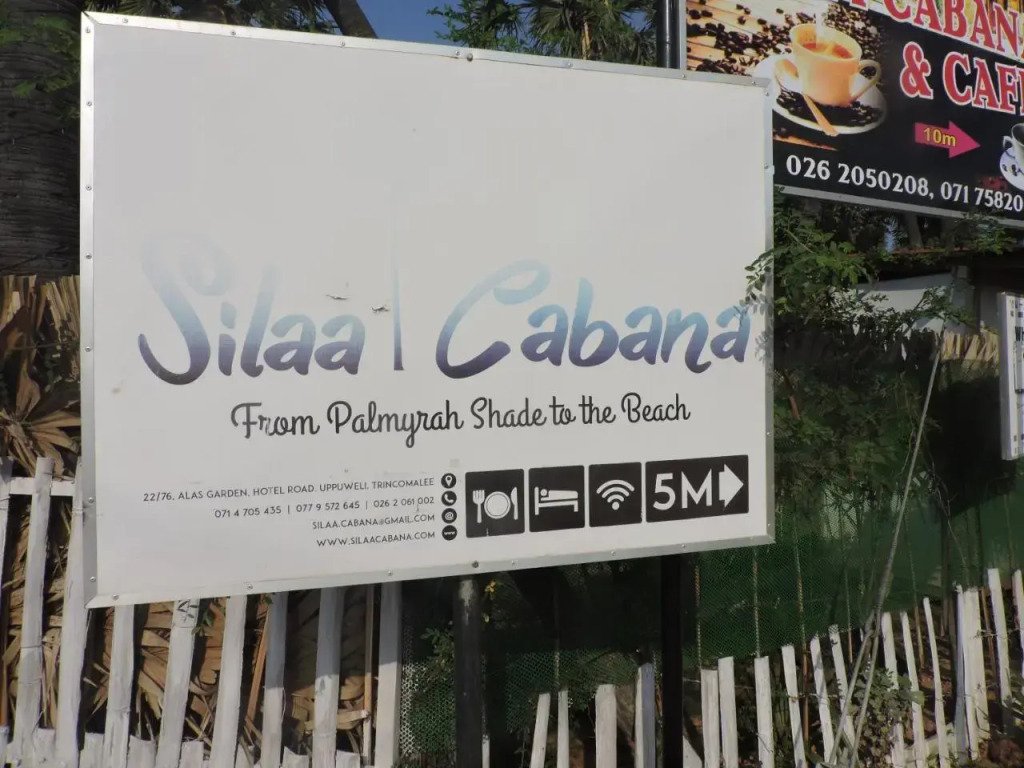 Silaa Cabana
From Palmyrah Shade to the Beach
22/76, ALAS GARDEN, HOTEL ROAD, UPPUWELI, TRINCOMALEE
071 4 705 435 | 077 9 572 645 | 026 2 061 002
SILAA.CABANA@GMAIL.COM
WWW.SILAACABANA.COM
5M
CABAN
& CAF
10m
026 2050208, 071 75820